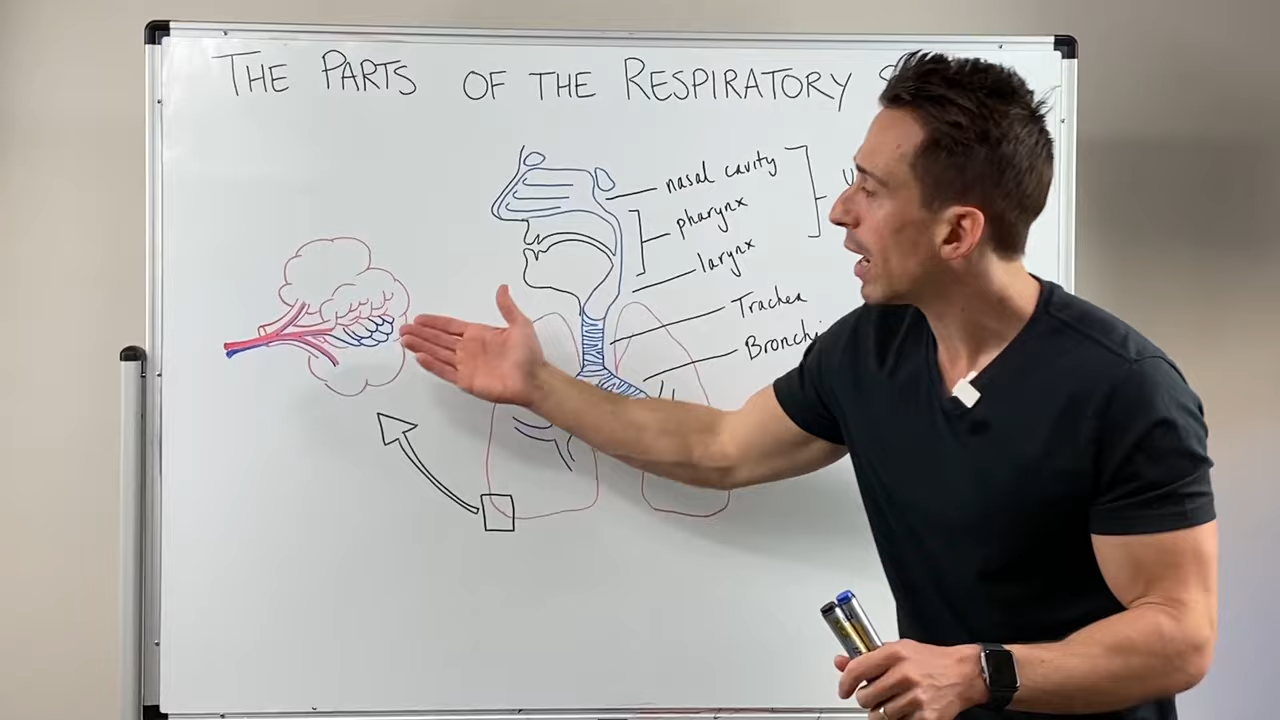 THE PARTS OF THE RESPIRATORY
nasal cavity
pharynx
larynx
Trachea